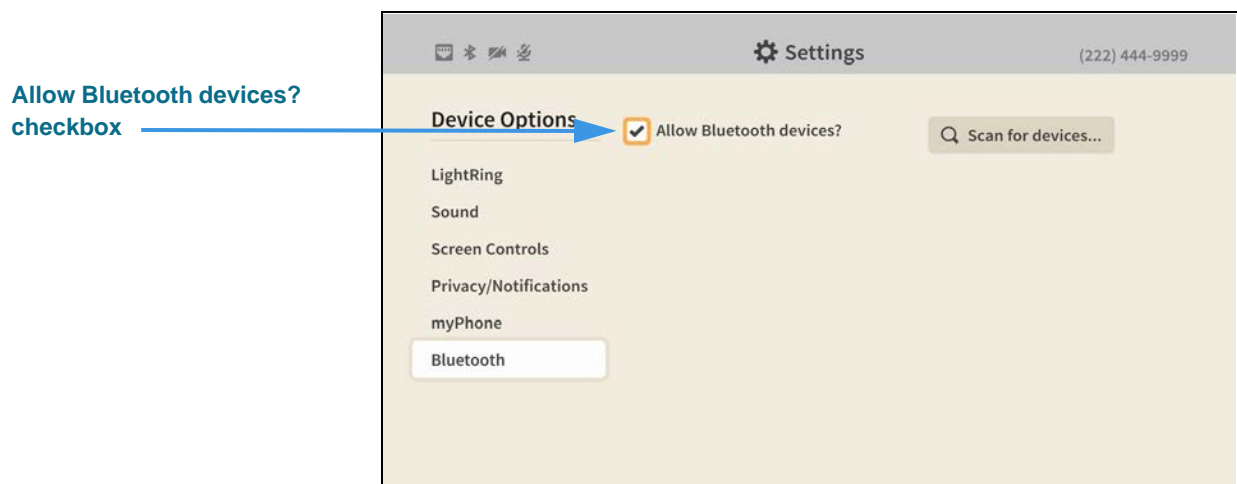 Settings
(222) 444-9999
Allow Bluetooth devices?
checkbox
Device Options
Allow Bluetooth devices?
Scan for devices...
LightRing
Sound
Screen Controls
Privacy/Notifications
myPhone
Bluetooth